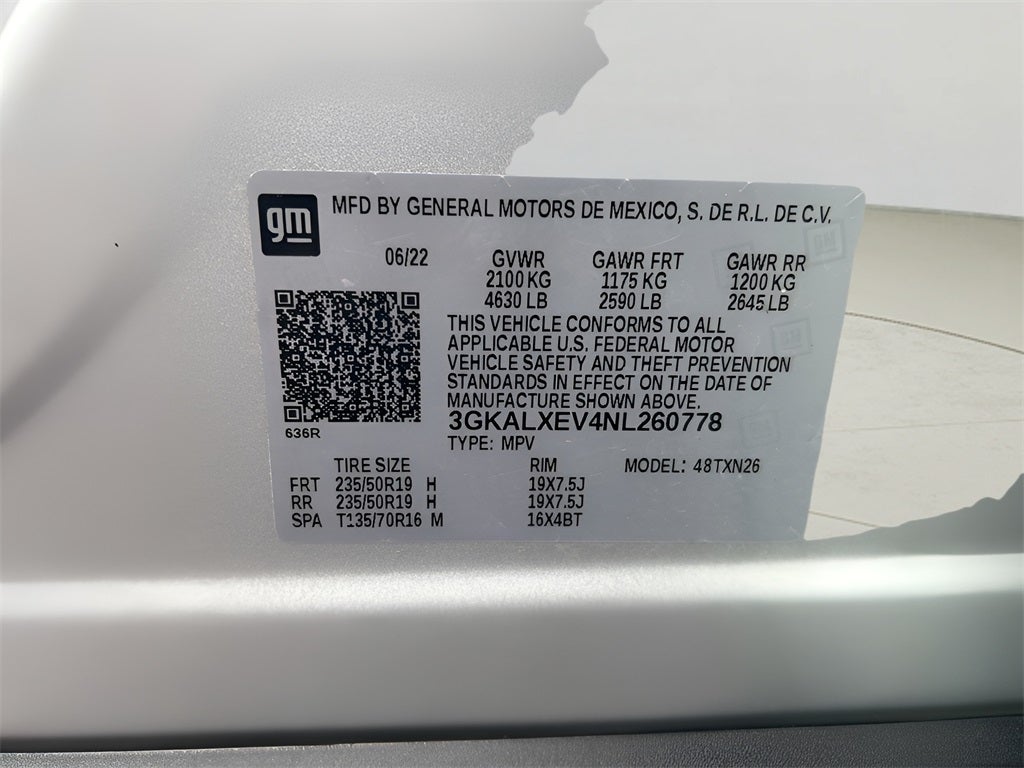 gm MFD BY GENERAL MOTORS DE MEXICO, S. DE R.L. DE C.V.
06/22 GVWR GAWR FRT GAWR RR
2100 KG 1175 KG 1200 KG
4630 LB 2590 LB 2645 LB
THIS VEHICLE CONFORMS TO ALL
APPLICABLE U.S. FEDERAL MOTOR
VEHICLE SAFETY AND THEFT PREVENTION
STANDARDS IN EFFECT ON THE DATE OF
MANUFACTURE SHOWN ABOVE.
636R
3GKALXEV4NL260778
TYPE: MPV
TIRE SIZE RIM MODEL: 48TXN26
FRT 235/50R19 H 19X7.5J
RR 235/50R19 H 19X7.5J
SPA T135/70R16 M 16X4BT